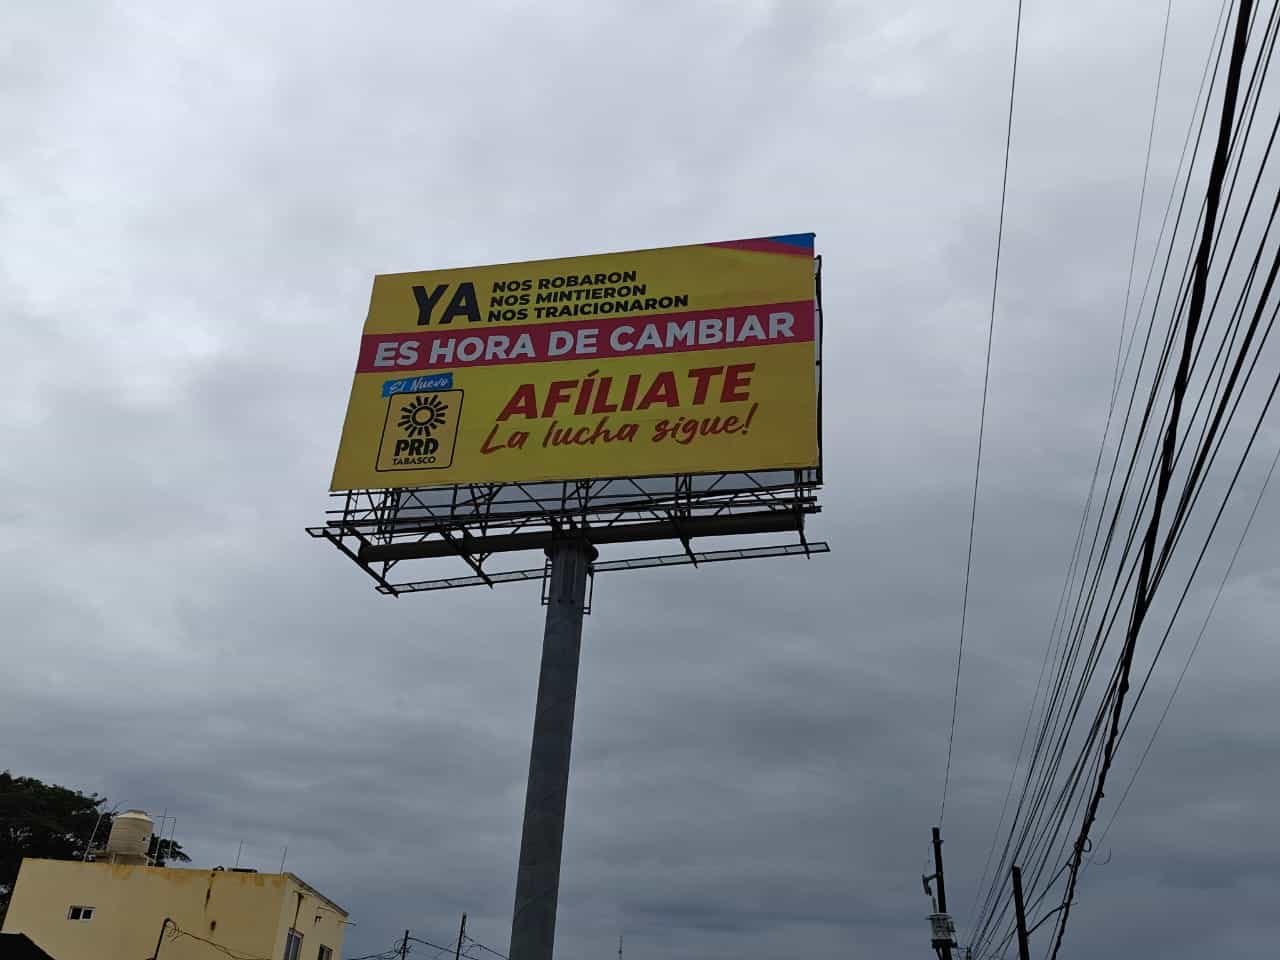 YA
NOS ROBARON
NOS MINTIERON
NOS TRAICIONARON
ES HORA DE CAMBIAR
El Nuevo
PRD
TABASCO
AFÍLIATE
La lucha sigue!